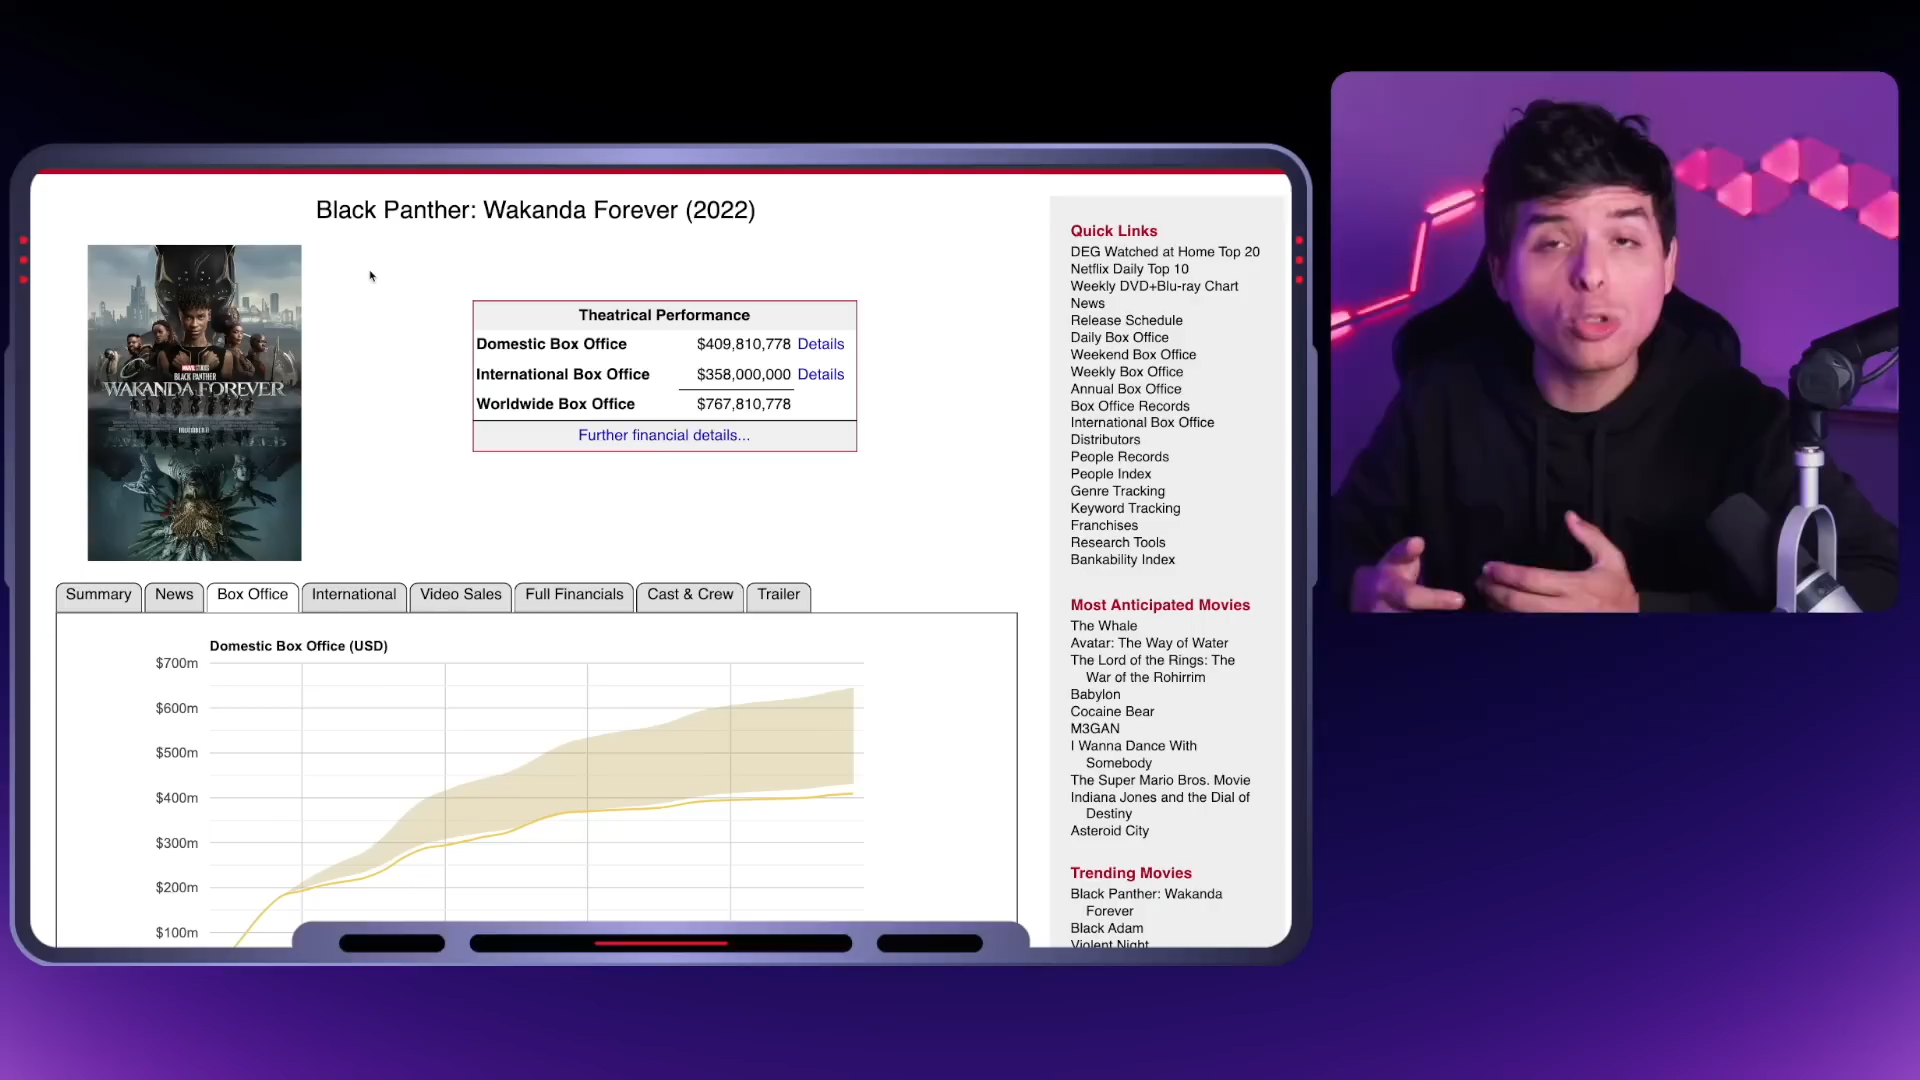 Black Panther: Wakanda Forever (2022)
MARVEL STUDIOS
BLACK PANTHER
WAKANDA FOREVER
Theatrical Performance
Domestic Box Office $409,810,778 Details
International Box Office $358,000,000 Details
Worldwide Box Office $767,810,778
Further financial details...
Summary News Box Office International Video Sales Full Financials Cast & Crew Trailer
Domestic Box Office (USD)
$700m
$600m
$500m
$400m
$300m
$200m
$100m
Quick Links
DEG Watched at Home Top 20
Netflix Daily Top 10
Weekly DVD+Blu-ray Chart
News
Release Schedule
Daily Box Office
Weekend Box Office
Weekly Box Office
Annual Box Office
Box Office Records
International Box Office
Distributors
People Records
People Index
Genre Tracking
Keyword Tracking
Franchises
Research Tools
Bankability Index
Most Anticipated Movies
The Whale
Avatar: The Way of Water
The Lord of the Rings: The
War of the Rohirrim
Babylon
Cocaine Bear
M3GAN
I Wanna Dance With
Somebody
The Super Mario Bros. Movie
Indiana Jones and the Dial of
Destiny
Asteroid City
Trending Movies
Black Panther: Wakanda
Forever
Black Adam
Violent Night